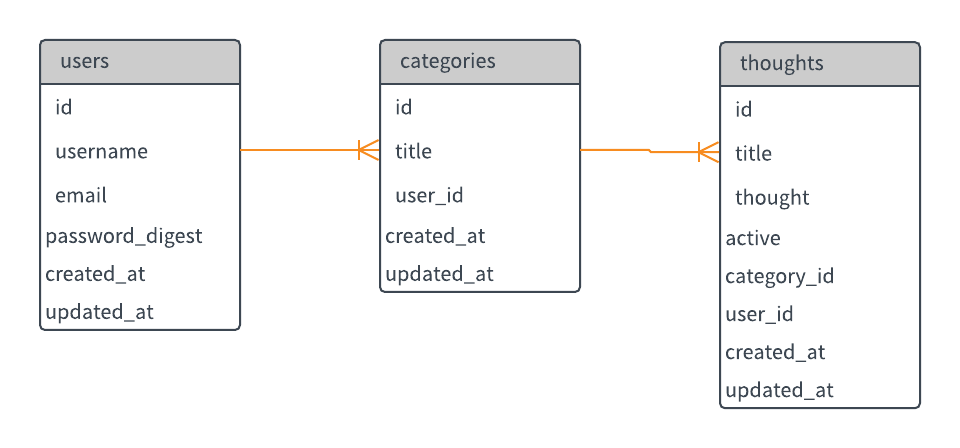 users
id
username
email
password_digest
created_at
updated_at
categories
id
title
user_id
created_at
updated_at
thoughts
id
title
thought
active
category_id
user_id
created_at
updated_at